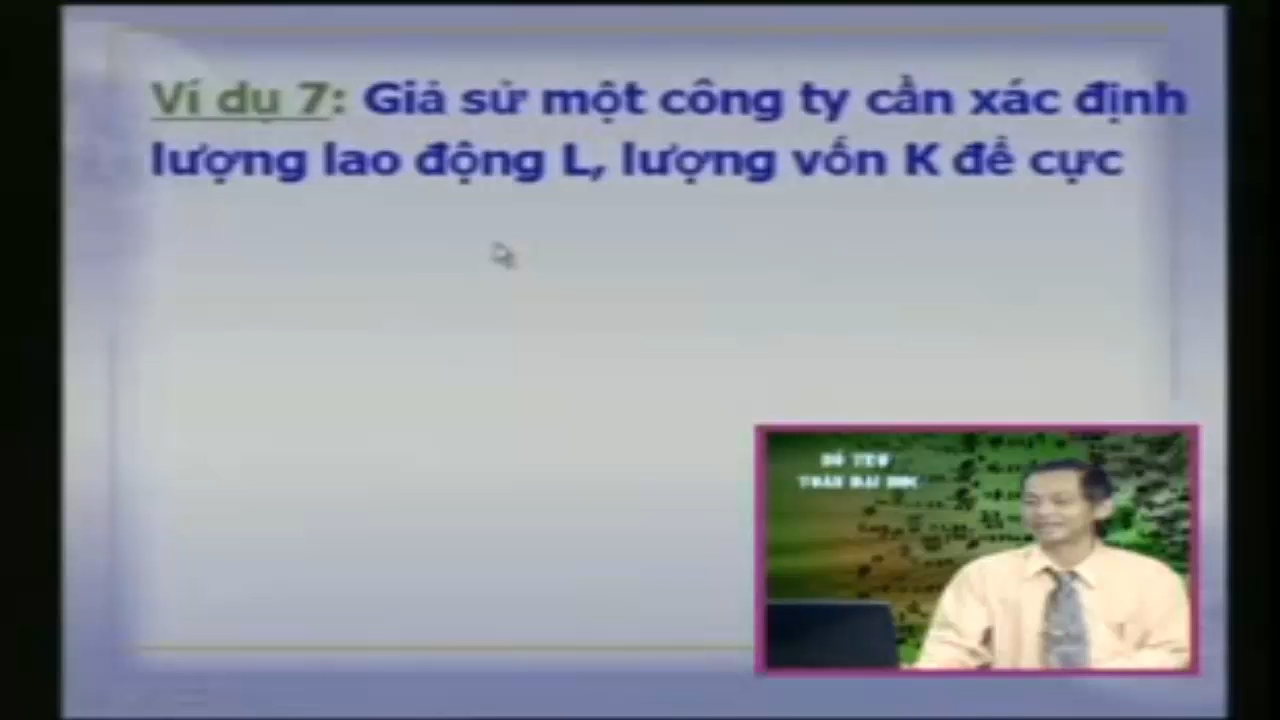 Ví dụ 7: Giả sử một công ty cần xác định
lượng lao động L, lượng vốn K để cực